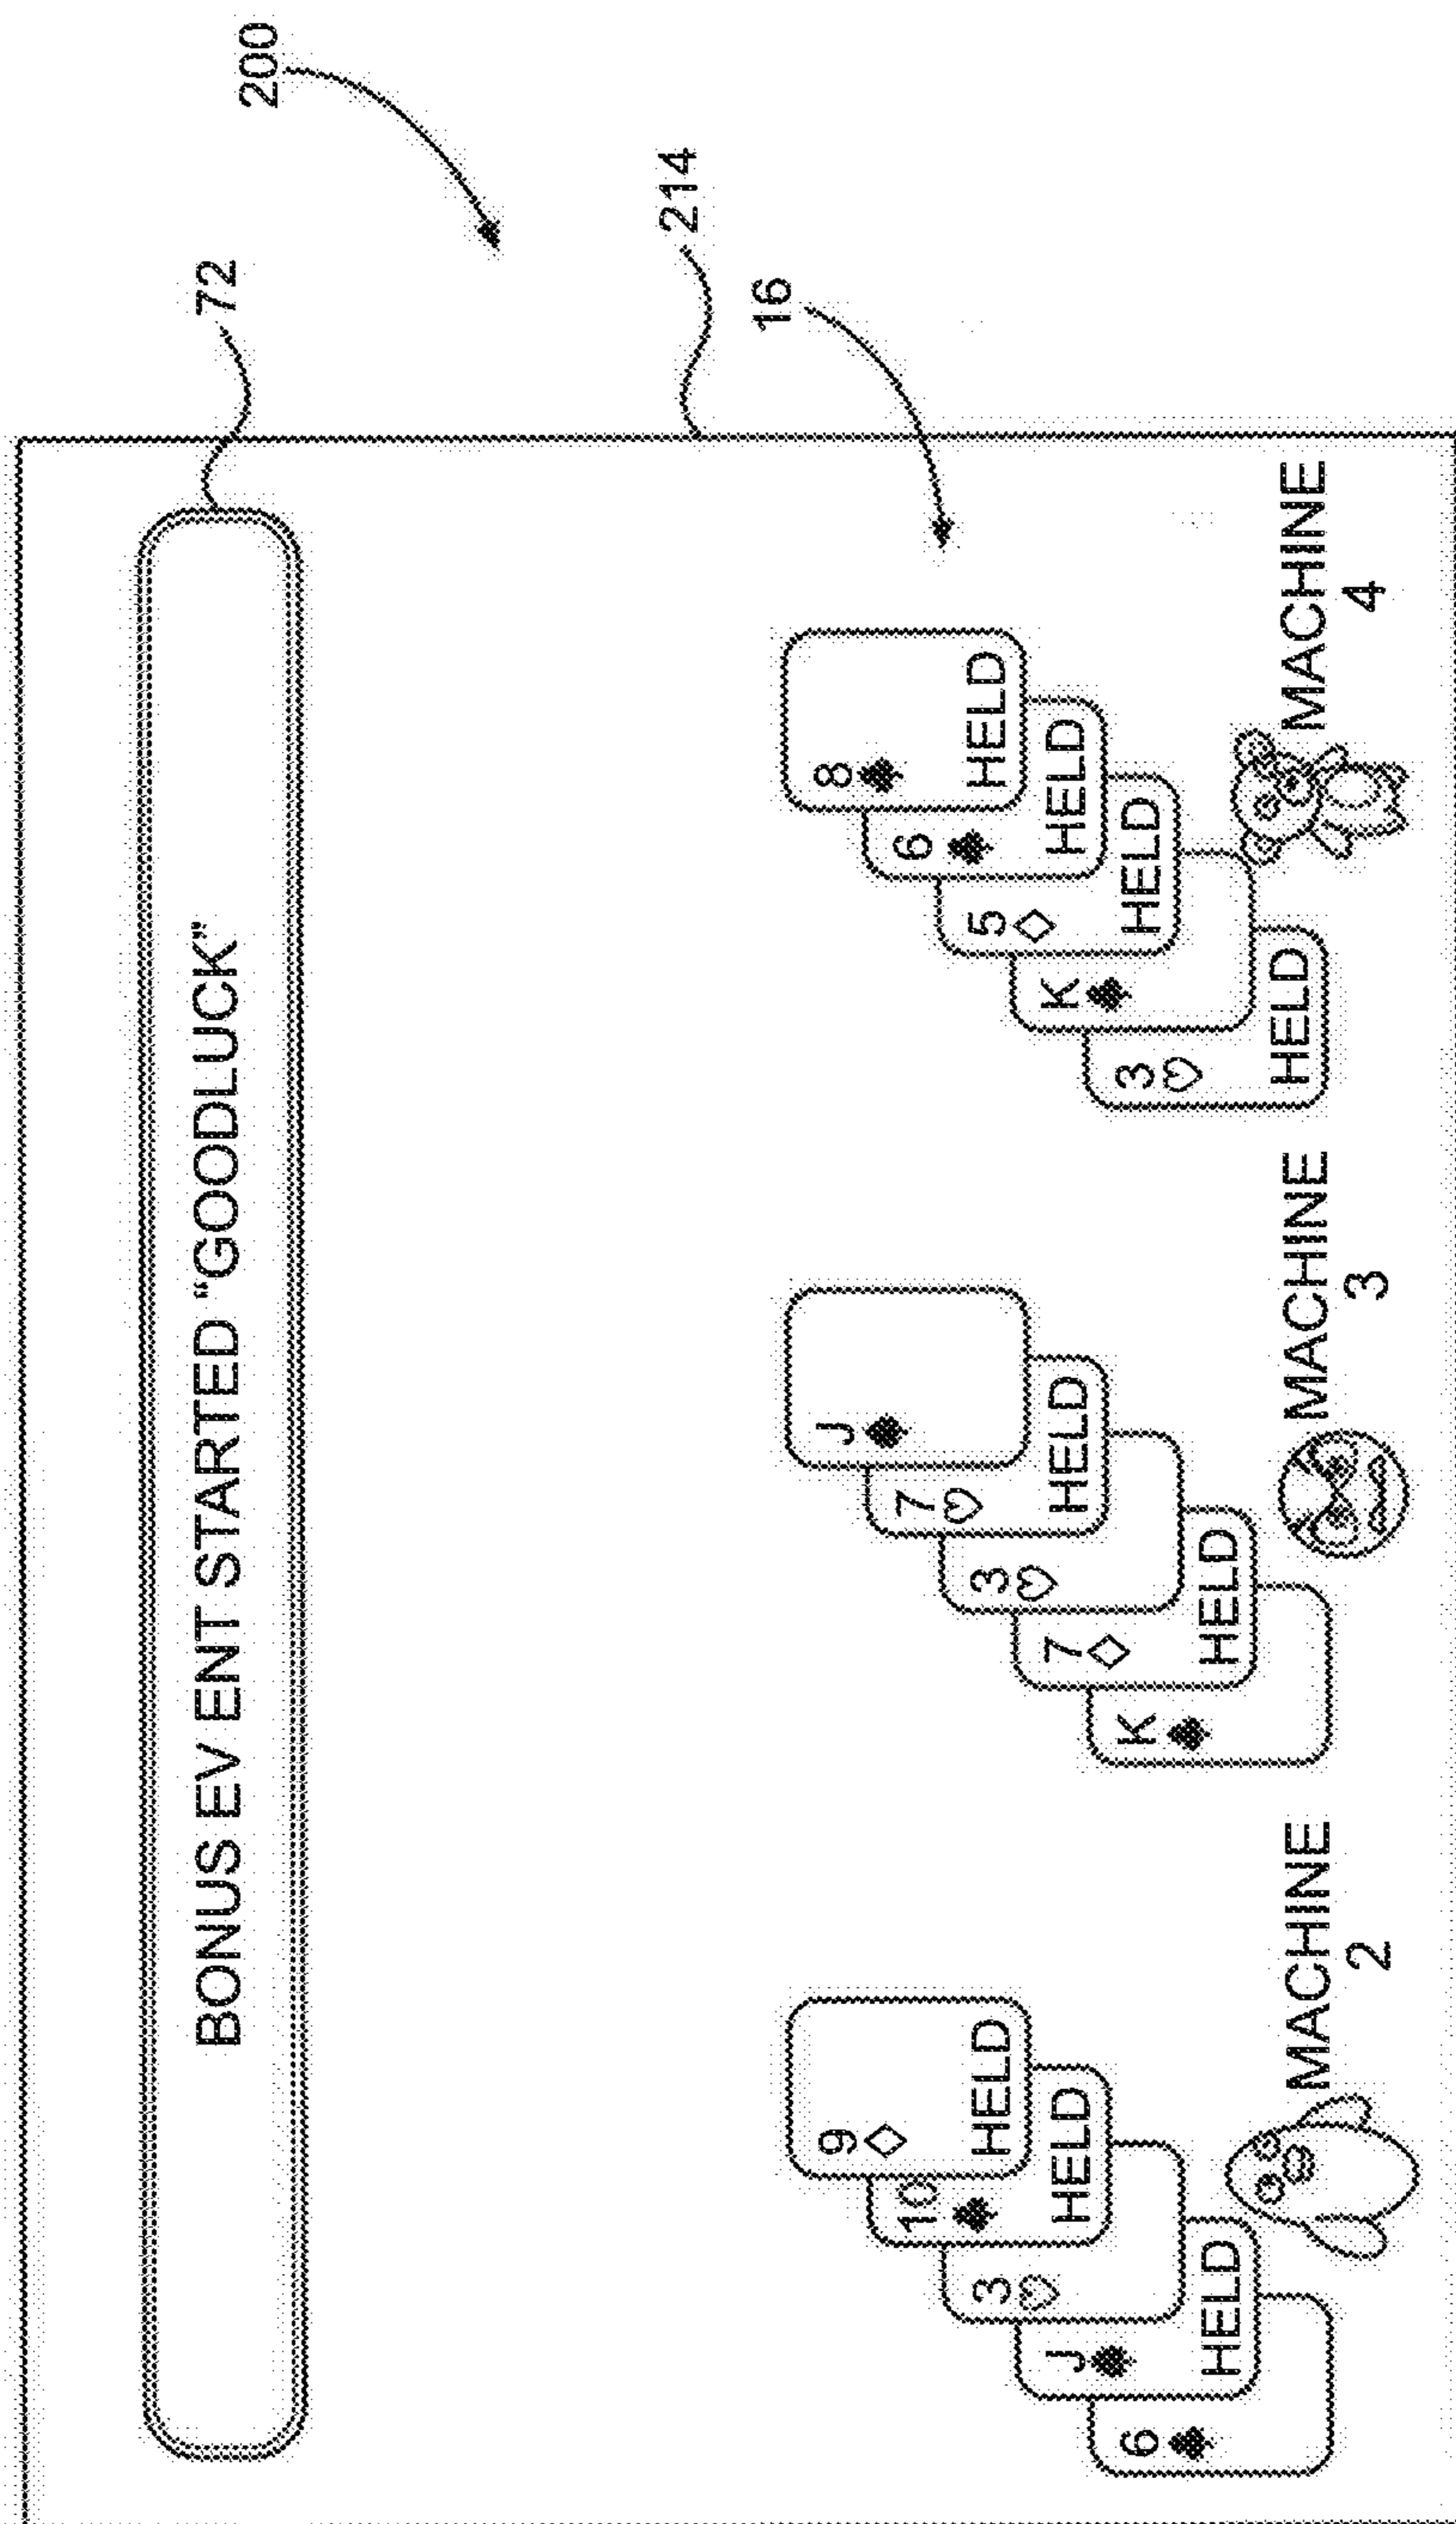 200
72
BONUS EV ENT STARTED “GOODLUCK”
214
16
6
J
HELD
3
10
HELD
9
HELD
MACHINE
2
K
7
HELD
3
7
HELD
J
MACHINE
3
3
HELD
K
5
HELD
6
HELD
8
HELD
MACHINE
4